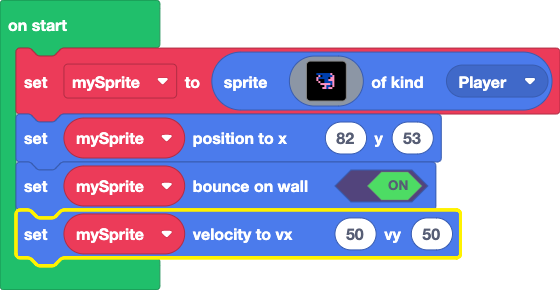 on start
set mySprite to sprite of kind Player
set mySprite position to x 82 y 53
set mySprite bounce on wall ON
set mySprite velocity to vx 50 vy 50